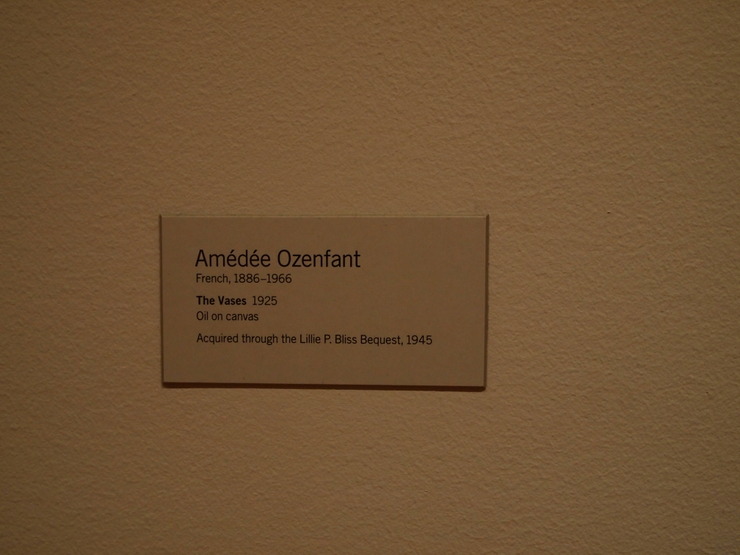 Amédée Ozenfant
French, 1886–1966
The Vases 1925
Oil on canvas
Acquired through the Lillie P. Bliss Bequest, 1945